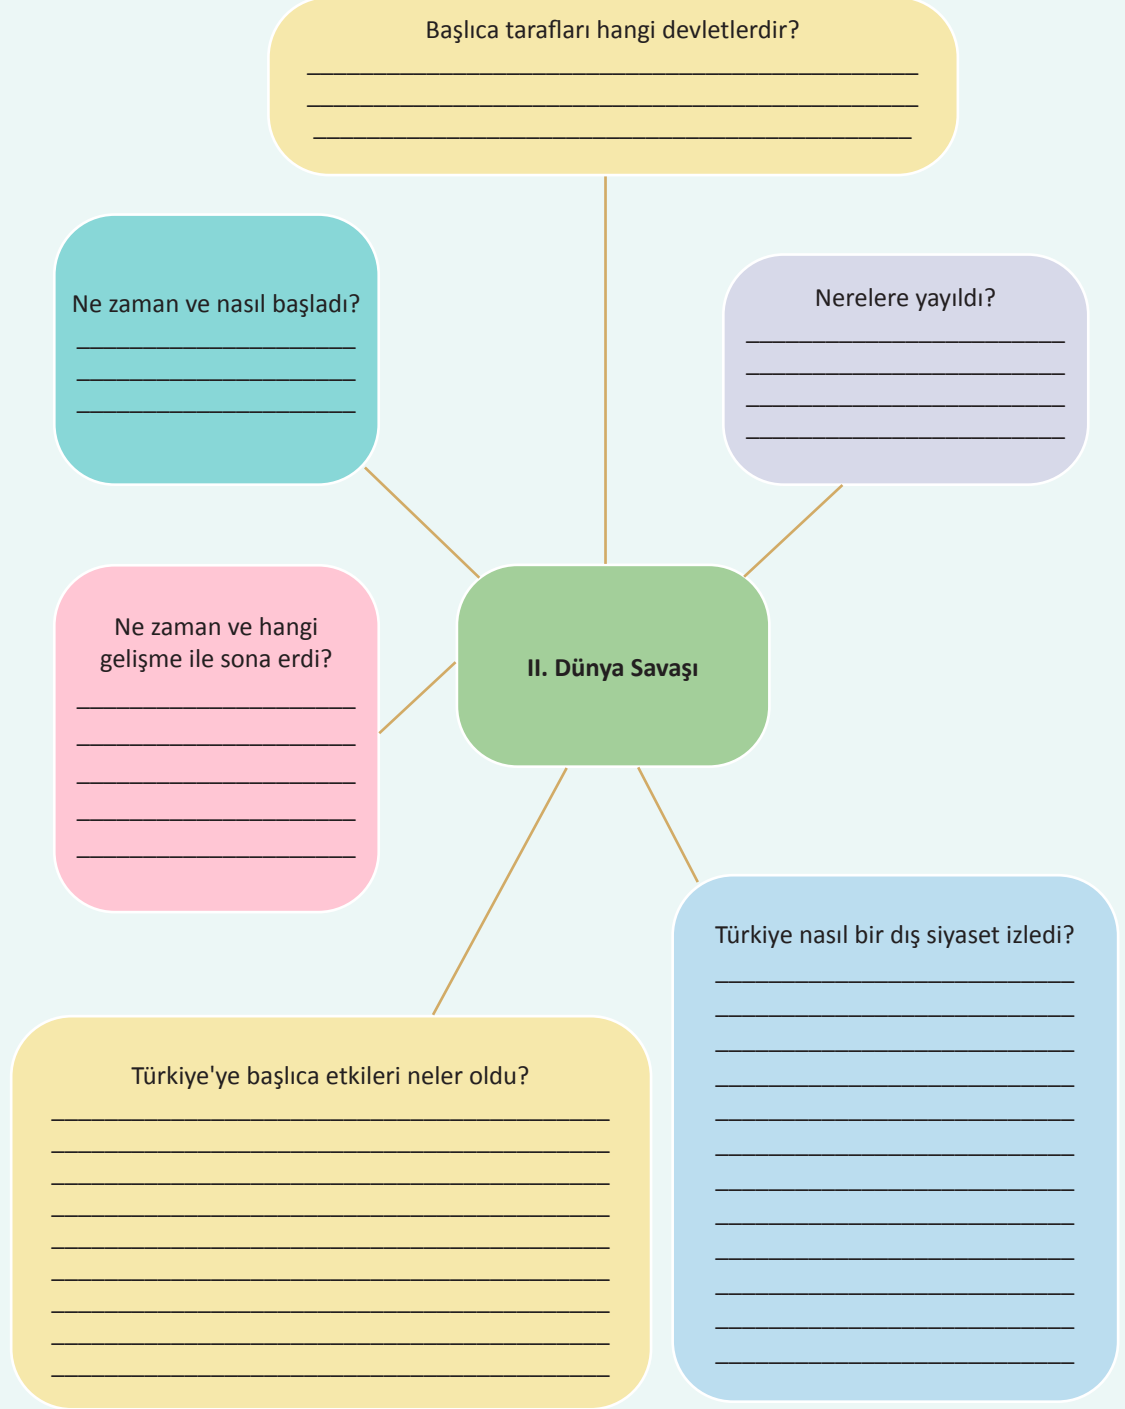 Başlıca tarafları hangi devletlerdir?
Ne zaman ve nasıl başladı?
Nerelere yayıldı?
Ne zaman ve hangi
gelişme ile sona erdi?
II. Dünya Savaşı
Türkiye nasıl bir dış siyaset izledi?
Türkiye'ye başlıca etkileri neler oldu?